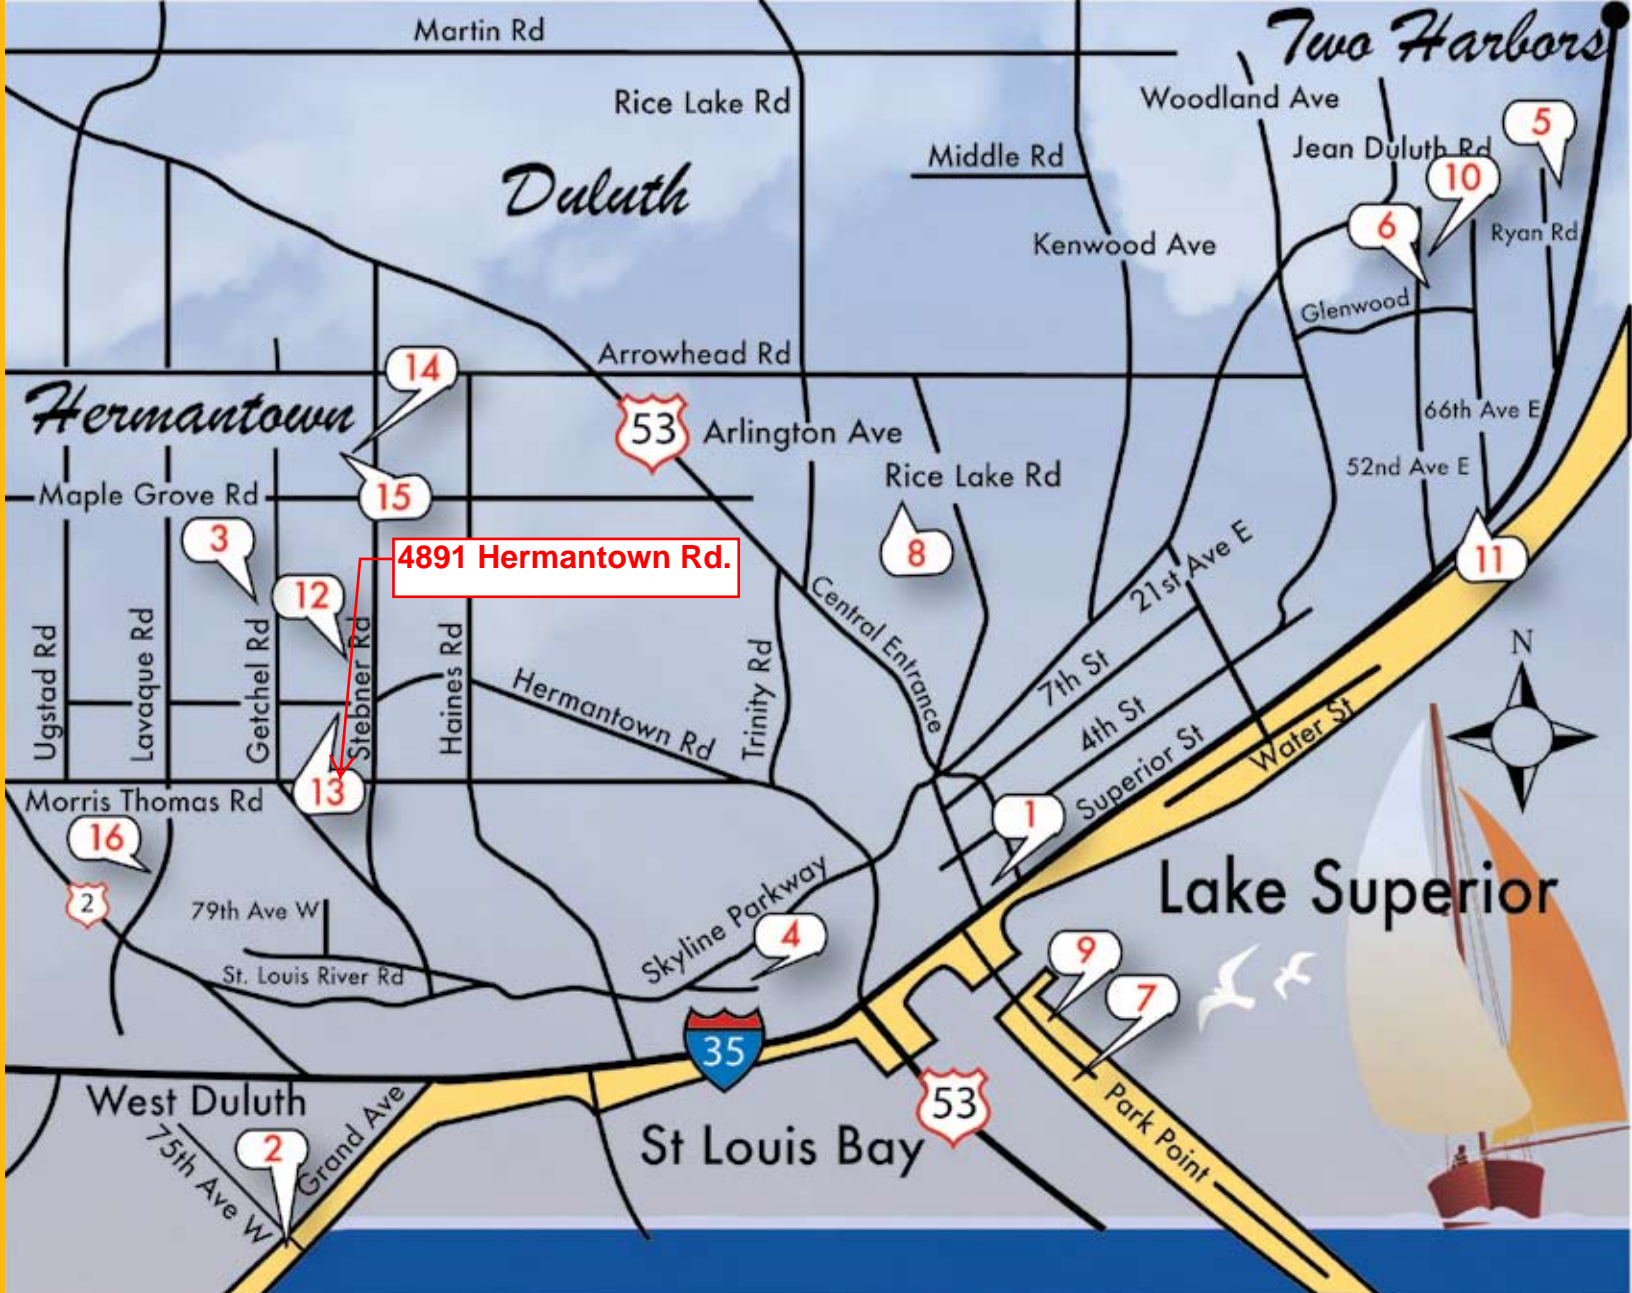 Martin Rd
Two Harbors
Rice Lake Rd
Woodland Ave
5
Duluth
Middle Rd
Jean Duluth Rd
10
6
Ryan Rd
Kenwood Ave
Glenwood
Arrowhead Rd
14
Hermantown
53
Arlington Ave
66th Ave E
Rice Lake Rd
52nd Ave E
Maple Grove Rd
15
3
8
11
4891 Hermantown Rd.
12
21st Ave E
Central Entrance
Ugstad Rd
Lavaque Rd
Getchel Rd
Stebner Rd
Haines Rd
Hermantown Rd
Trinity Rd
7th St
4th St
Superior St
Water St
N
13
Morris Thomas Rd
16
1
2
79th Ave W
Skyline Parkway
4
Lake Superior
St. Louis River Rd
9
7
35
53
West Duluth
Grand Ave
75th Ave W
2
St Louis Bay
Park Point